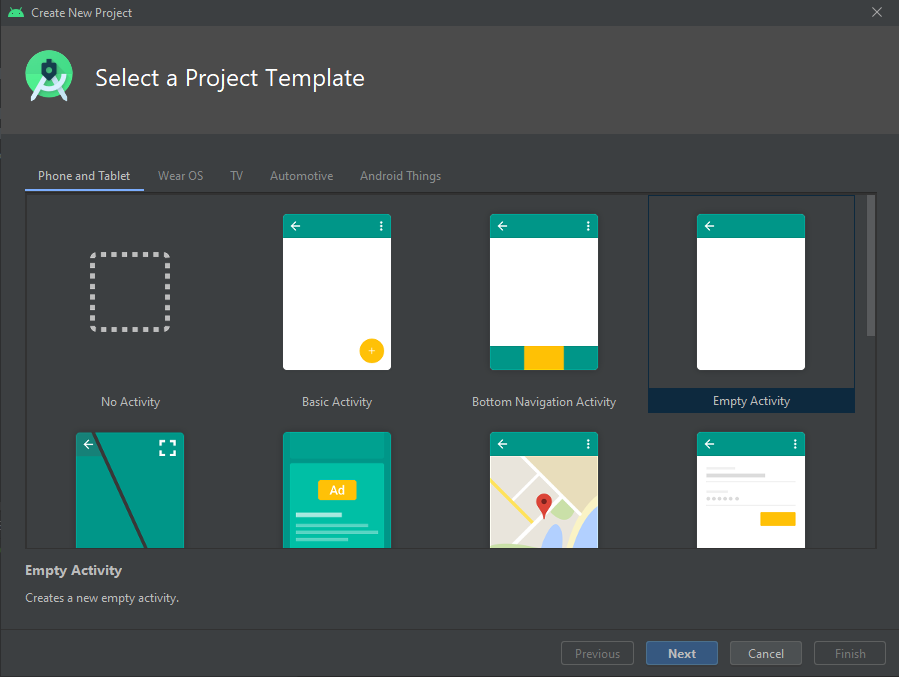 Create New Project
Select a Project Template
Phone and Tablet Wear OS TV Automotive Android Things
No Activity Basic Activity Bottom Navigation Activity Empty Activity
Ad
Empty Activity
Creates a new empty activity.
Previous Next Cancel Finish